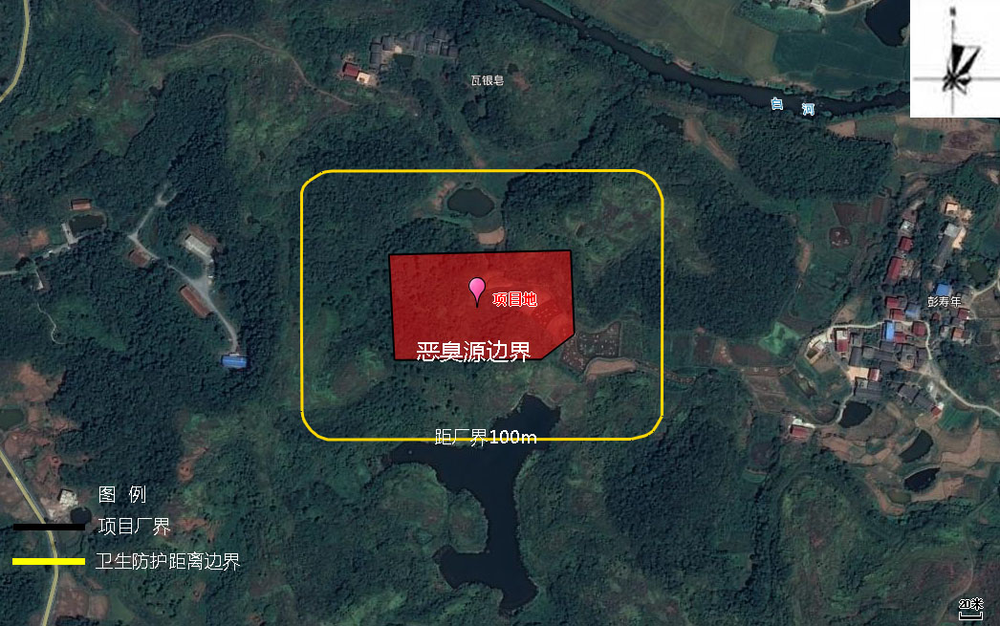 瓦银皂
白河
项目地
彭寿年
恶臭源边界
距厂界100m
图 例
项目厂界
卫生防护距离边界
20米